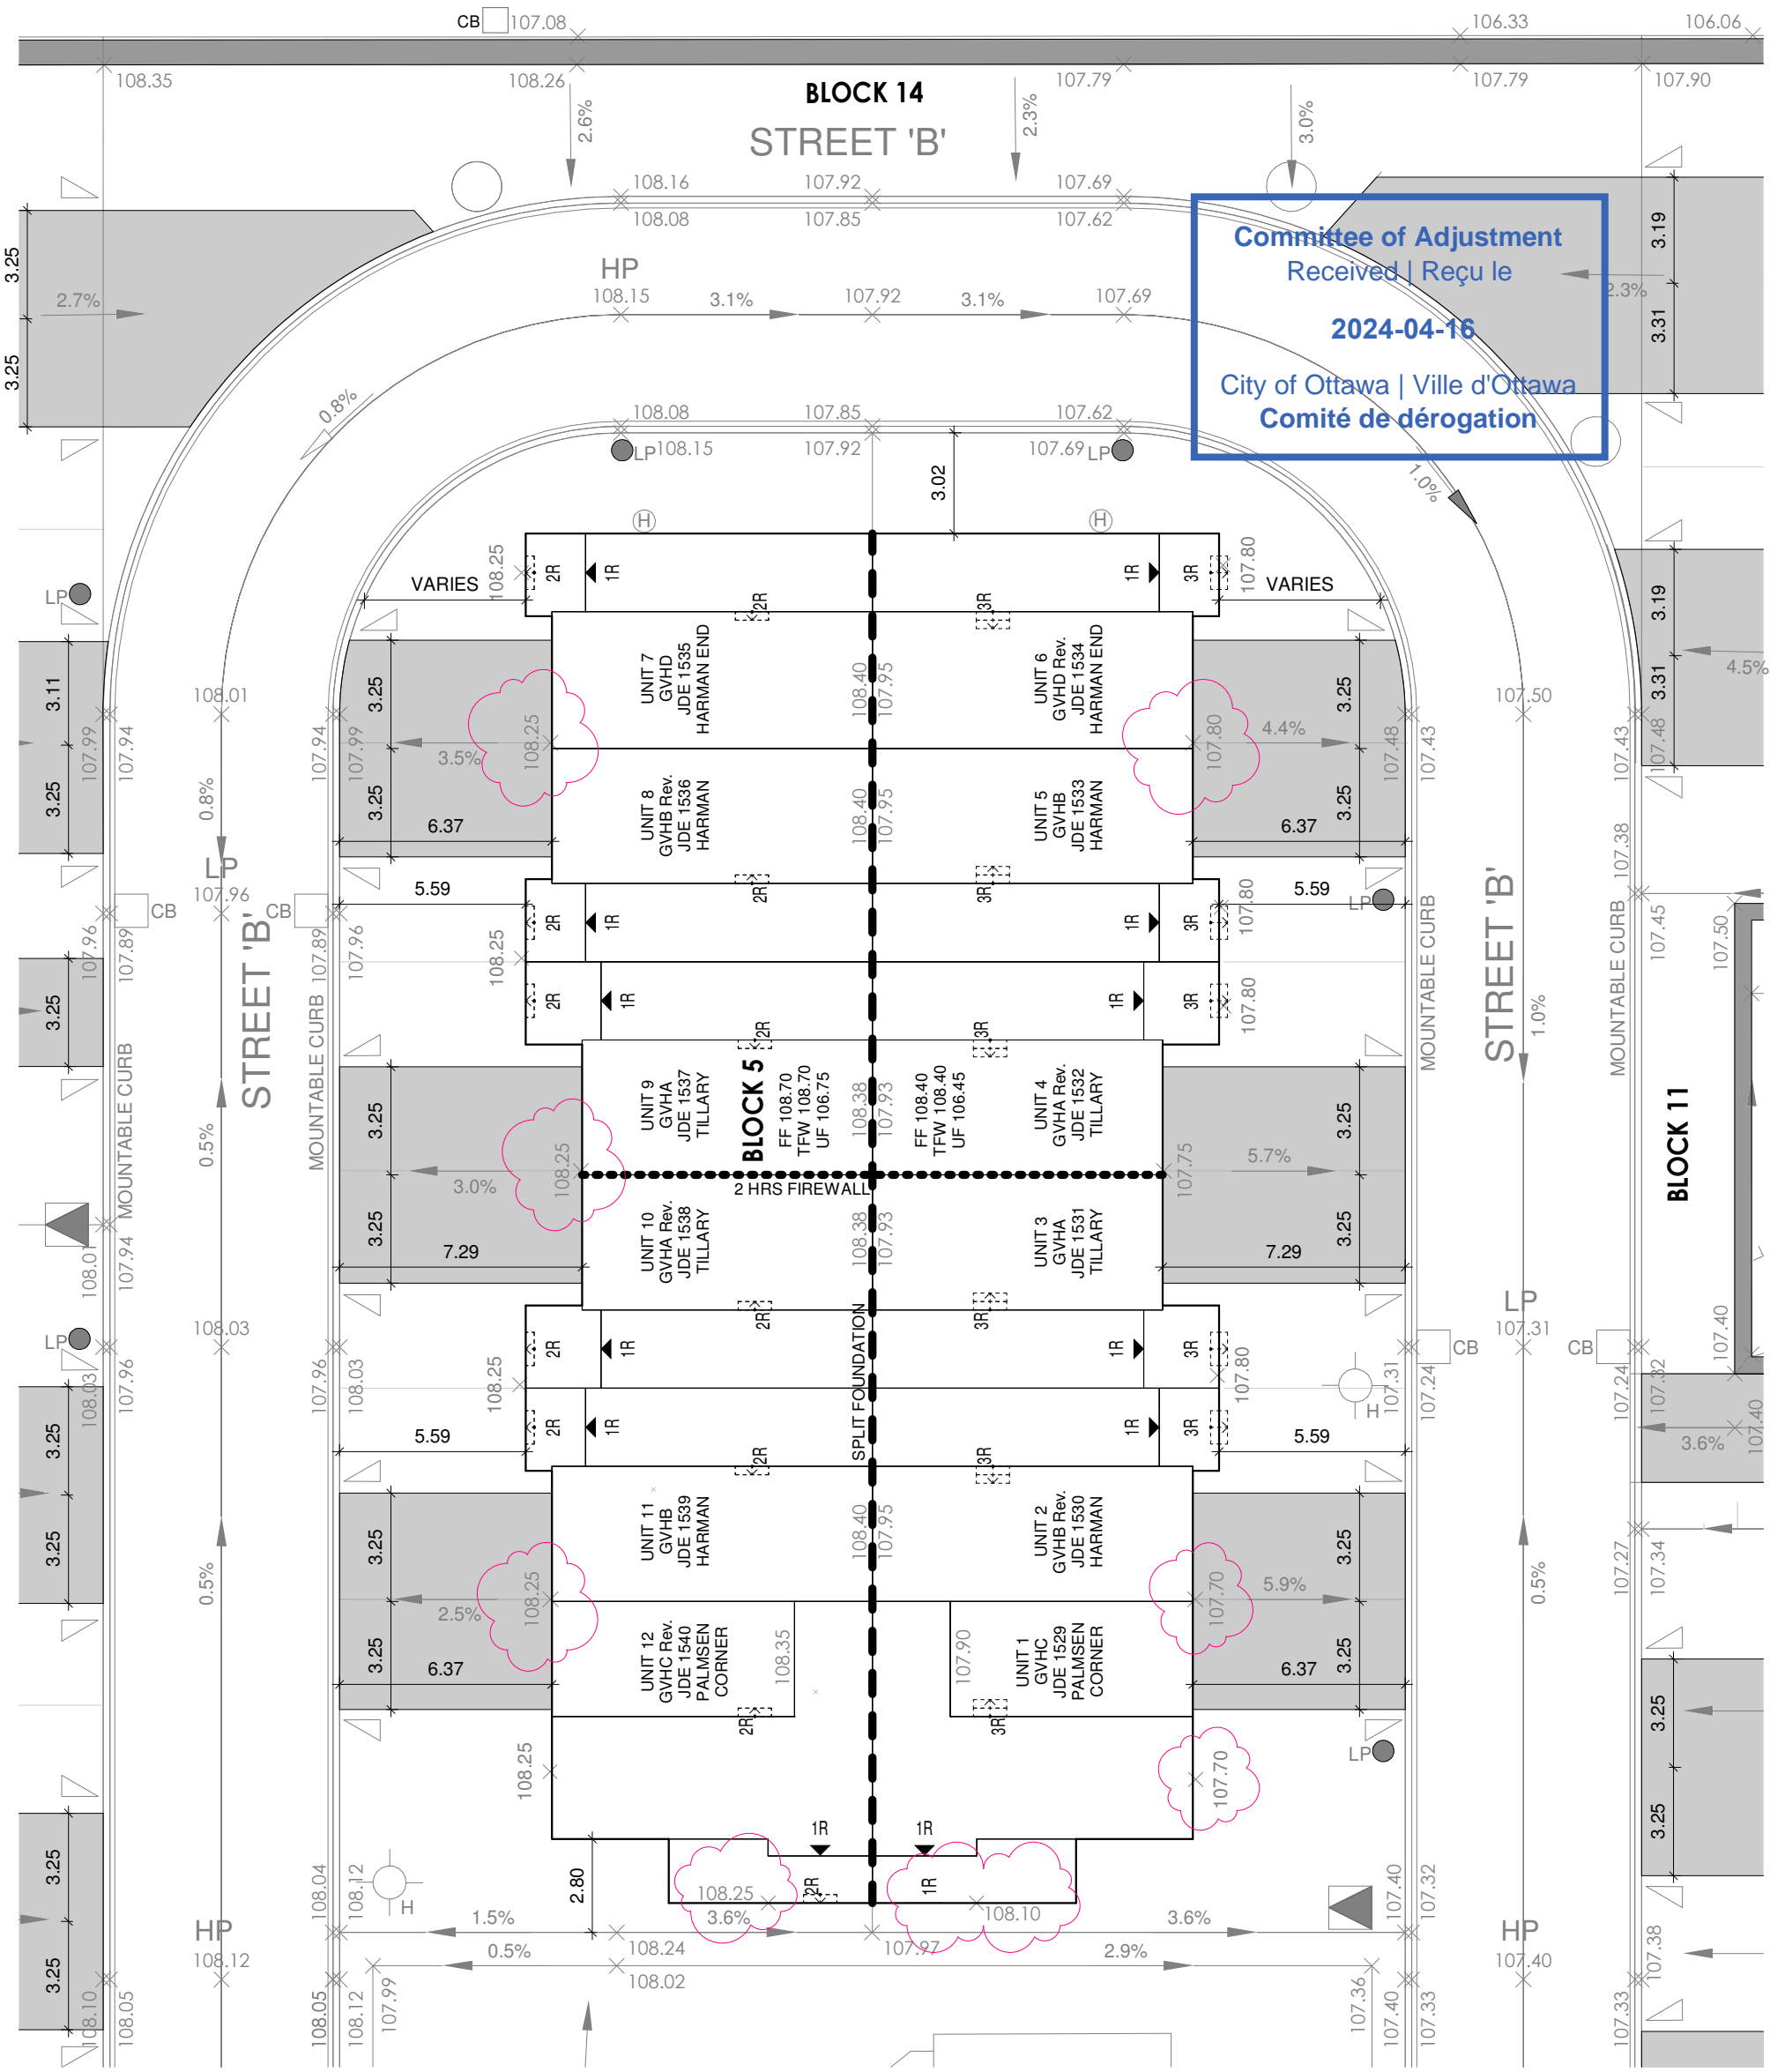 CB 107.08
106.33
106.06
108.35
108.26
107.79
107.79
107.90
BLOCK 14
STREET 'B'
2.6%
2.3%
3.0%
108.16
107.92
107.69
108.08
107.85
107.62
Committee of Adjustment
Received | Reçu le
2024-04-16
City of Ottawa | Ville d'Ottawa
Comité de dérogation
3.25
3.25
2.7%
3.19
3.31
2.3%
HP
108.15
3.1%
107.92
3.1%
107.69
0.8%
1.0%
108.08
107.85
107.62
LP 108.15
107.92
107.69 LP
3.02
H
H
LP
VARIES
108.25
2R
1R
1R
3R
107.80
VARIES
2R
3R
3.19
3.31
4.5%
3.11
3.25
107.99
107.94
108.01
107.94
107.99
3.25
3.25
3.5%
108.25
6.37
UNIT 7
GVHD
JDE 1535
HARMAN END
108.40
107.95
UNIT 6
GVHD Rev.
JDE 1534
HARMAN END
107.80
4.4%
3.25
3.25
6.37
107.48
107.43
107.50
107.43
107.48
UNIT 8
GVHB Rev.
JDE 1536
HARMAN
108.40
107.95
UNIT 5
GVHB
JDE 1533
HARMAN
0.8%
LP
107.96
CB
CB
107.96
107.89
107.89
107.96
5.59
2R
3R
5.59
LP
108.25
2R
1R
1R
3R
107.80
107.38
107.45
107.50
STREET 'B'
MOUNTABLE CURB
MOUNTABLE CURB
STREET 'B'
MOUNTABLE CURB
MOUNTABLE CURB
3.25
2R
1R
1R
3R
107.80
2R
3R
1.0%
0.5%
3.25
3.25
3.0%
108.25
7.29
UNIT 9
GVHA
JDE 1537
TILLARY
BLOCK 5
FF 108.70
TFW 108.70
UF 106.75
108.38
107.93
FF 108.40
TFW 108.40
UF 106.45
UNIT 4
GVHA Rev.
JDE 1532
TILLARY
107.75
5.7%
3.25
3.25
7.29
BLOCK 11
2 HRS FIREWALL
UNIT 10
GVHA Rev.
JDE 1538
TILLARY
108.38
107.93
UNIT 3
GVHA
JDE 1531
TILLARY
108.01
107.94
LP
108.03
108.03
107.96
107.96
108.03
2R
3R
SPLIT FOUNDATION
108.25
2R
1R
1R
3R
107.80
LP
107.31
CB
CB
107.31
107.24
107.24
107.32
107.40
H
5.59
2R
1R
1R
3R
5.59
2R
3R
3.6%
107.40
3.25
3.25
0.5%
3.25
3.25
2.5%
108.25
6.37
UNIT 11
GVHB
JDE 1539
HARMAN
108.40
107.95
UNIT 2
GVHB Rev.
JDE 1530
HARMAN
107.70
5.9%
3.25
3.25
6.37
0.5%
107.27
107.34
UNIT 12
GVHC Rev.
JDE 1540
PALMSEN
CORNER
108.35
107.90
UNIT 1
GVHC
JDE 1529
PALMSEN
CORNER
2R
3R
108.25
107.70
LP
3.25
3.25
3.25
3.25
1R
1R
2.80
108.25
2R
1R
108.10
108.04
108.12
H
107.40
107.32
HP
108.12
1.5%
3.6%
3.6%
108.24
107.97
0.5%
2.9%
108.02
HP
107.40
107.38
108.10
108.05
108.05
108.12
107.99
107.36
107.40
107.33
107.33